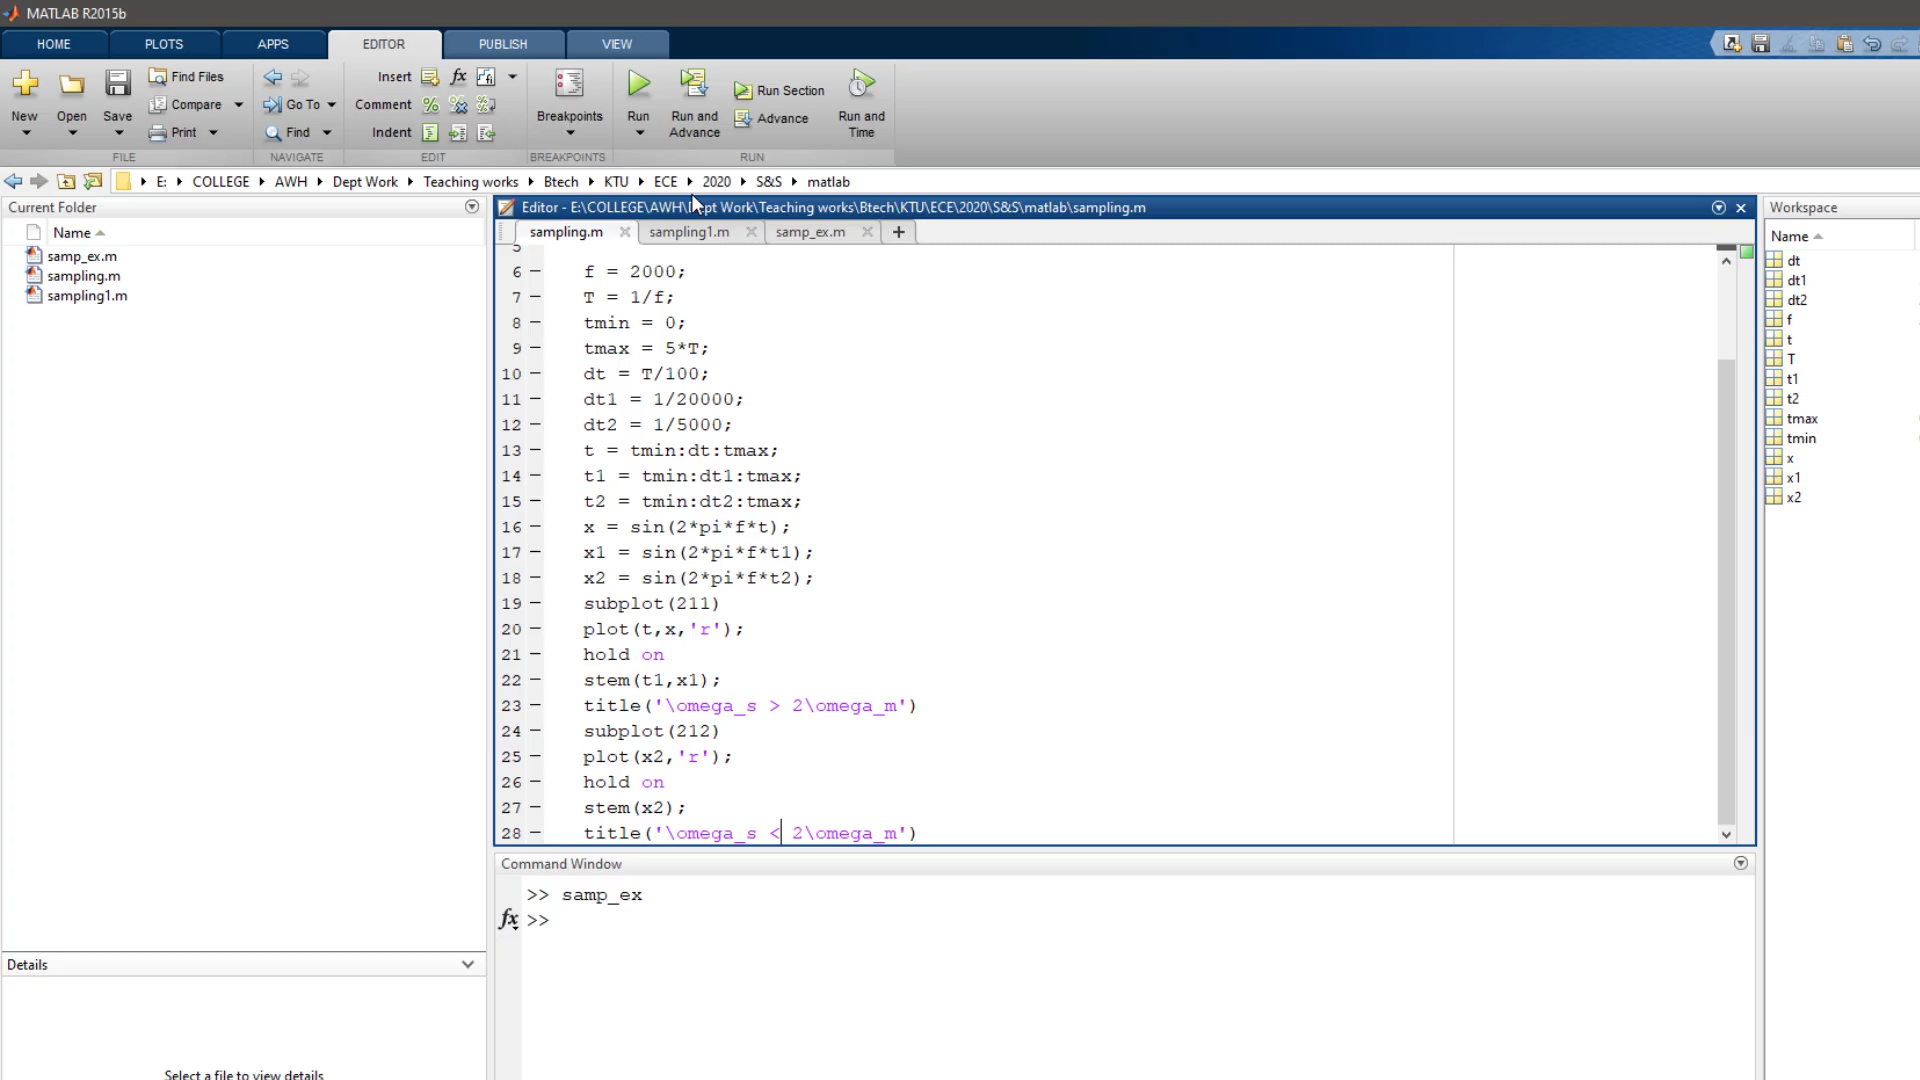 MATLAB R2015b
HOME PLOTS APPS EDITOR PUBLISH VIEW
New Open Save Find Files Compare Print
Go To Find
Insert fx
Comment
Indent
Breakpoints
Run Run and Advance Run Section Advance Run and Time
FILE NAVIGATE EDIT BREAKPOINTS RUN
E: COLLEGE AWH Dept Work Teaching works Btech KTU ECE 2020 S&S matlab
Current Folder
Name
samp_ex.m
sampling.m
sampling1.m
Details
Select a file to view details
Editor - E:\COLLEGE\AWH\Dept Work\Teaching works\Btech\KTU\ECE\2020\S&S\matlab\sampling.m
sampling.m sampling1.m samp_ex.m
5
6 – f = 2000;
7 – T = 1/f;
8 – tmin = 0;
9 – tmax = 5*T;
10 – dt = T/100;
11 – dt1 = 1/20000;
12 – dt2 = 1/5000;
13 – t = tmin:dt:tmax;
14 – t1 = tmin:dt1:tmax;
15 – t2 = tmin:dt2:tmax;
16 – x = sin(2*pi*f*t);
17 – x1 = sin(2*pi*f*t1);
18 – x2 = sin(2*pi*f*t2);
19 – subplot(211)
20 – plot(t,x,'r');
21 – hold on
22 – stem(t1,x1);
23 – title('\omega_s > 2\omega_m')
24 – subplot(212)
25 – plot(x2,'r');
26 – hold on
27 – stem(x2);
28 – title('\omega_s < 2\omega_m')
Command Window
>> samp_ex
fx >>
Workspace
Name
dt
dt1
dt2
f
t
T
t1
t2
tmax
tmin
x
x1
x2